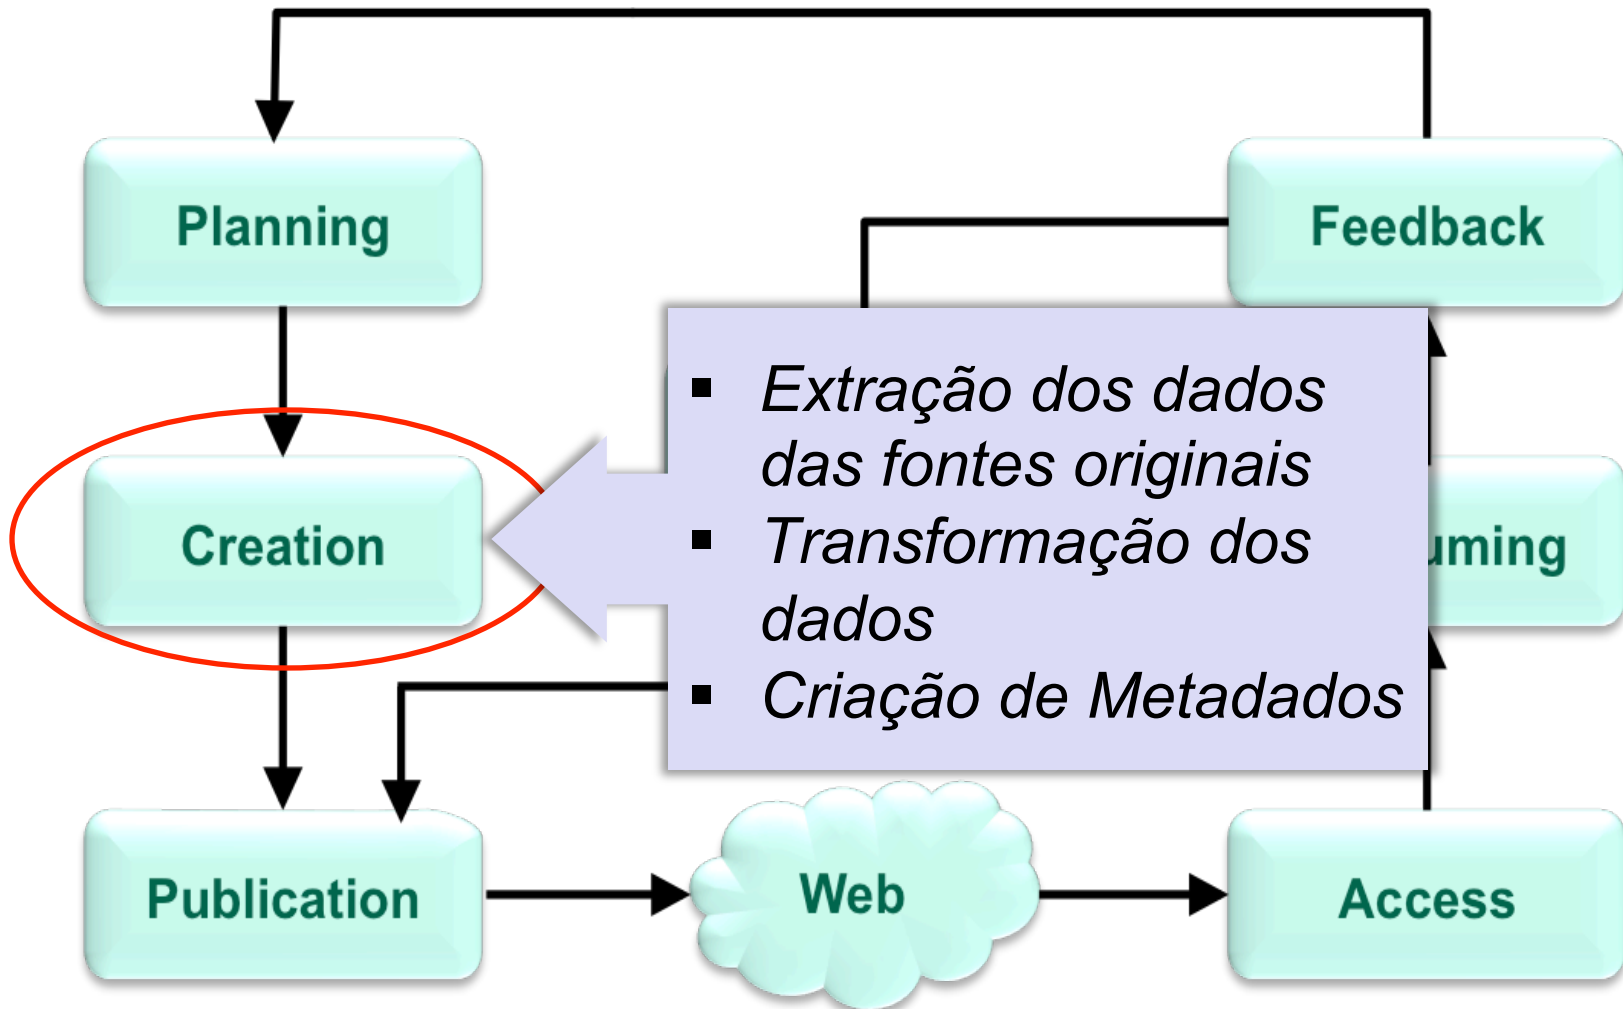 Planning
Feedback
▪ Extração dos dados
das fontes originais
▪ Transformação dos
dados
▪ Criação de Metadados
Creation
uming
Publication
Web
Access